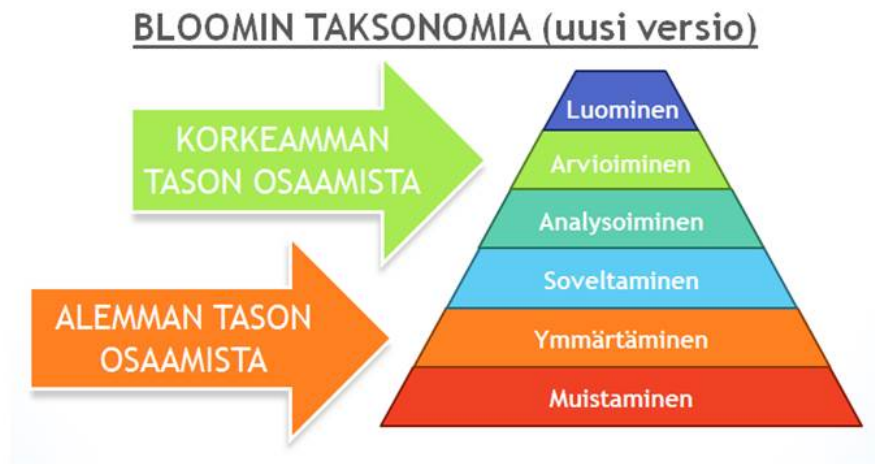 BLOOMIN TAKSONOMIA (uusi versio)
KORKEAMMAN
TASON OSAAMISTA
ALEMMAN TASON
OSAAMISTA
Luominen
Arvioiminen
Analysoiminen
Soveltaminen
Ymmärtäminen
Muistaminen